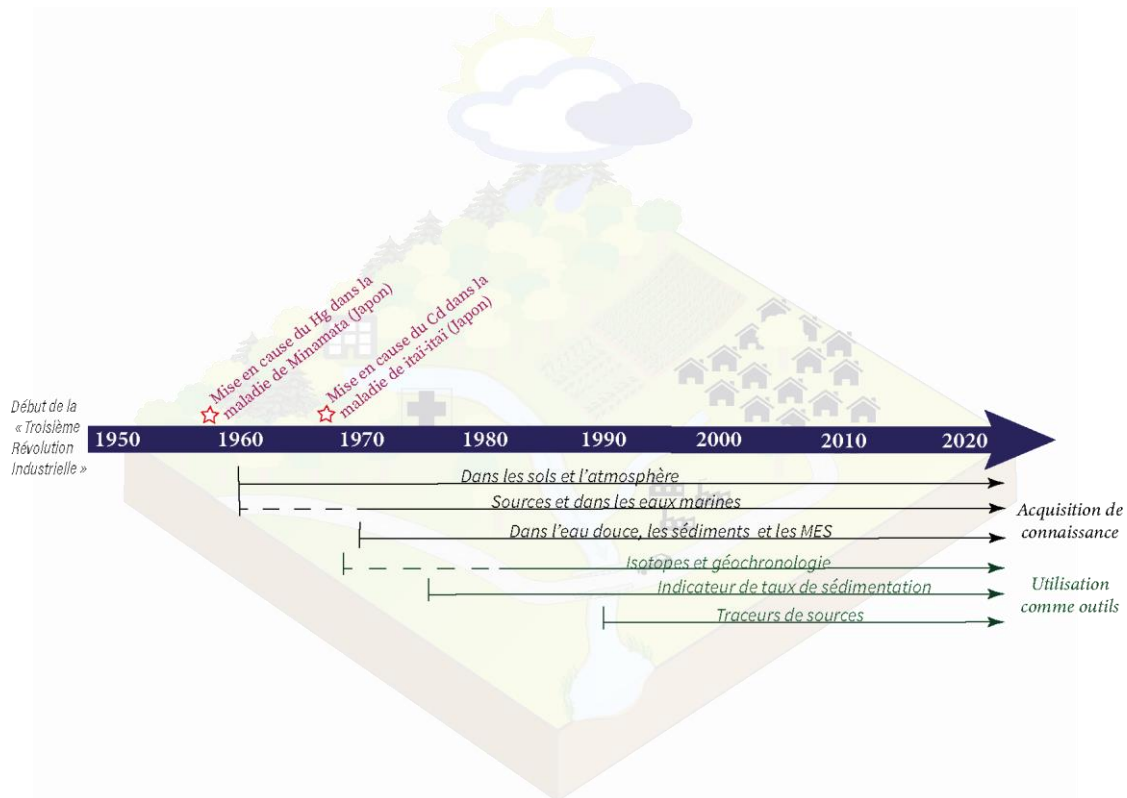 Mise en cause du Hg dans la
maladie de Minamata (Japon)
Mise en cause du Cd dans la
maladie de itaï-itaï (Japon)
Début de la
« Troisième
Révolution
Industrielle »
1950 1960 1970 1980 1990 2000 2010 2020
Dans les sols et l'atmosphère
Sources et dans les eaux marines
Dans l'eau douce, les sédiments et les MES
Acquisition de
connaissance
Isotopes et géochronologie
Indicateur de taux de sédimentation
Traceurs de sources
Utilisation
comme outils